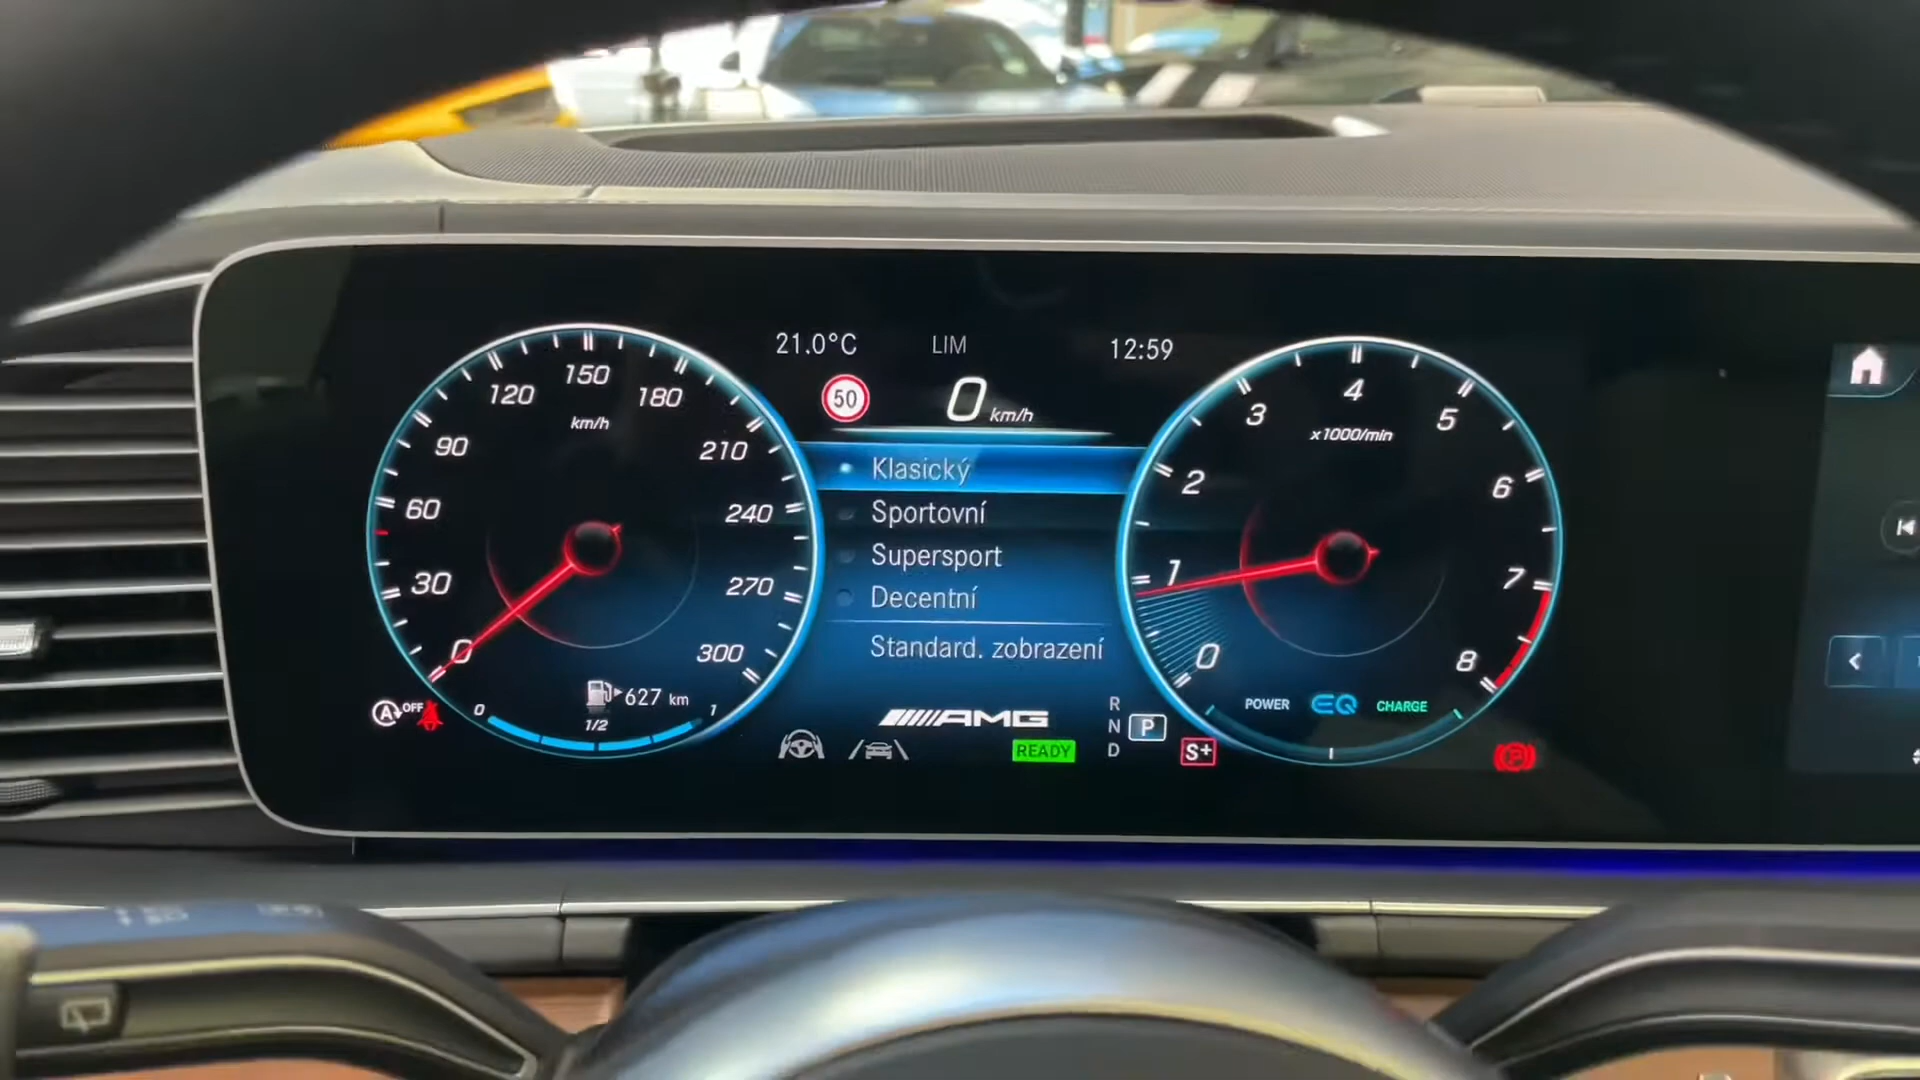 21.0°C
LIM
12:59
50
0 km/h
120
150
180
km/h
90
210
60
240
30
270
0
300
Klasický
Sportovní
Supersport
Decentní
Standard. zobrazení
3
4
5
x1000/min
2
6
1
7
0
8
627 km
A OFF
0
1/2
1
AMG
READY
R
N
P
D
S+
POWER
EQ
CHARGE
P